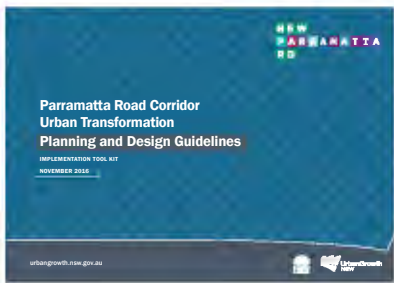 NEW
PARRAMATTA
RD
Parramatta Road Corridor
Urban Transformation
Planning and Design Guidelines
IMPLEMENTATION TOOL KIT
NOVEMBER 2016
urbangrowth.nsw.gov.au
UrbanGrowth
NSW